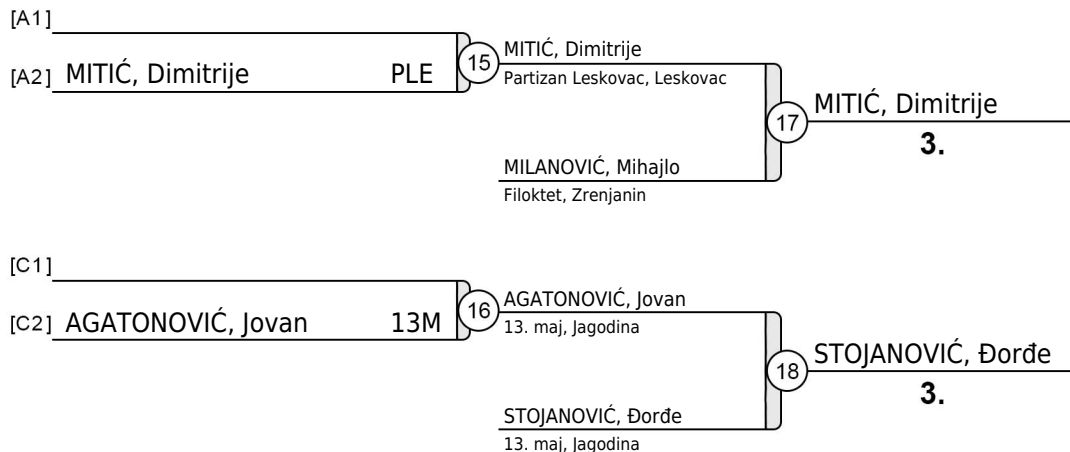 [A1]
[A2] MITIĆ, Dimitrije PLE
15
MITIĆ, Dimitrije
Partizan Leskovac, Leskovac
17
MITIĆ, Dimitrije
3.
MILANOVIĆ, Mihajlo
Filoktet, Zrenjanin
[C1]
[C2] AGATONOVIĆ, Jovan 13M
16
AGATONOVIĆ, Jovan
13. maj, Jagodina
18
STOJANOVIĆ, Đorđe
3.
STOJANOVIĆ, Đorđe
13. maj, Jagodina